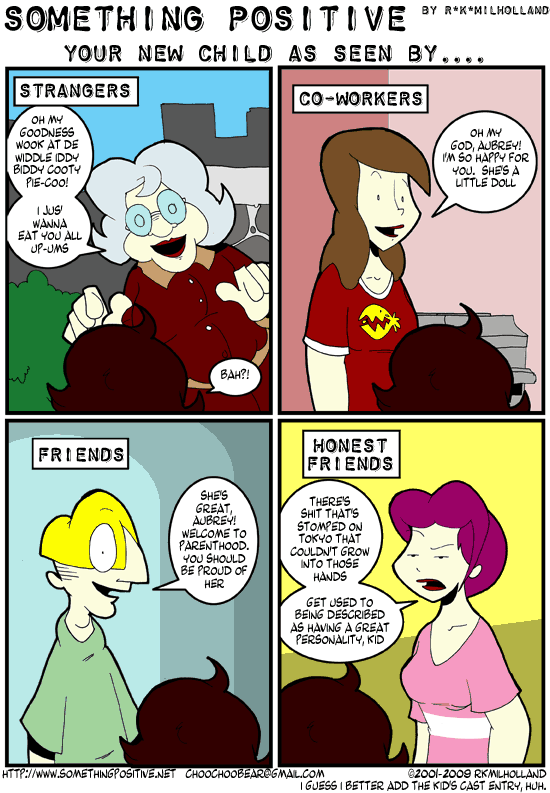 SOMETHING POSITIVE
BY R*K*MILHOLLAND
YOUR NEW CHILD AS SEEN BY....
STRANGERS
OH MY
GOODNESS
WOOK AT DE
WIDDLE IDDY
BIDDY COOTY
PIE-COO!
I JUS'
WANNA
EAT YOU ALL
UP-UMS
BAH?!
CO-WORKERS
OH MY
GOD, AUBREY!
I'M SO HAPPY FOR
YOU. SHE'S A
LITTLE DOLL
FRIENDS
SHE'S
GREAT,
AUBREY!
WELCOME TO
PARENTHOOD.
YOU SHOULD
BE PROUD OF
HER
HONEST
FRIENDS
THERE'S
SHIT THAT'S
STOMPED ON
TOKYO THAT
COULDN'T GROW
INTO THOSE
HANDS
GET USED TO
BEING DESCRIBED
AS HAVING A GREAT
PERSONALITY, KID
HTTP://WWW.SOMETHINGPOSITIVE.NET CHOOCHOOBEAR@GMAIL.COM
©2001-2009 RKMILHOLLAND
I GUESS I BETTER ADD THE KID'S CAST ENTRY, HUH.